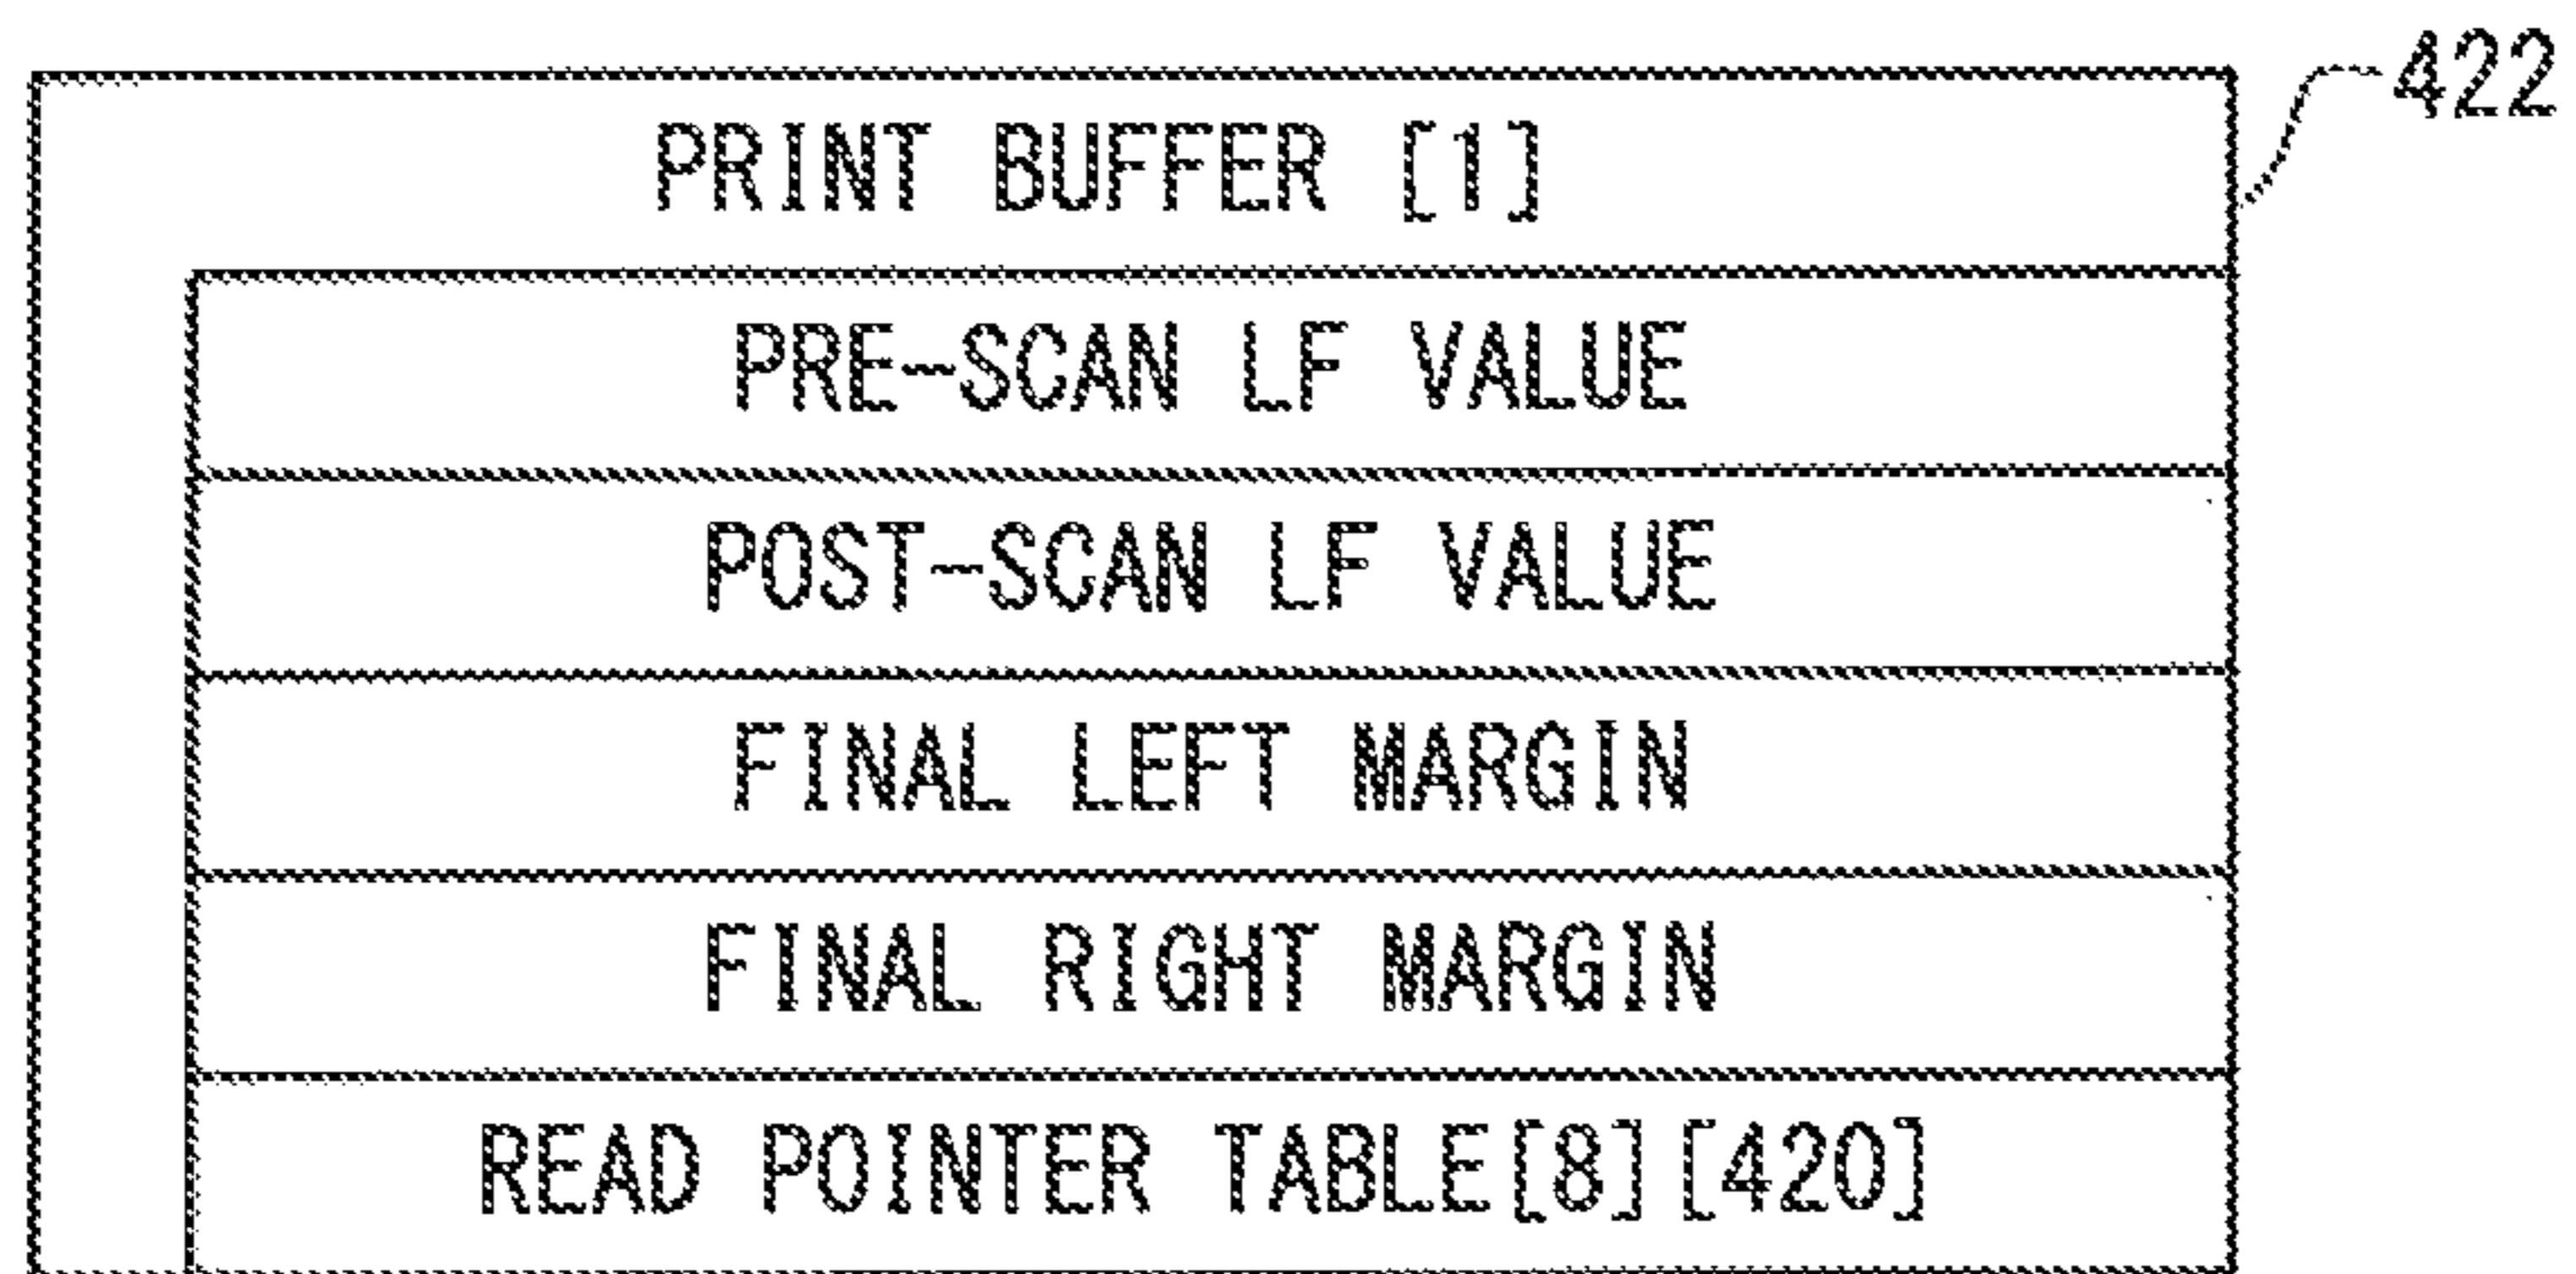 422
PRINT BUFFER [1]
PRE-SCAN LF VALUE
POST-SCAN LF VALUE
FINAL LEFT MARGIN
FINAL RIGHT MARGIN
READ POINTER TABLE[8][420]